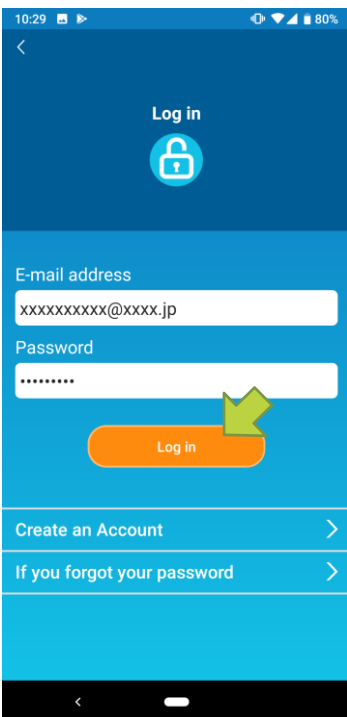 10:29 80%
Log in
E-mail address
xxxxxxxxxx@xxxx.jp
Password
•••••••••
Log in
Create an Account
If you forgot your password